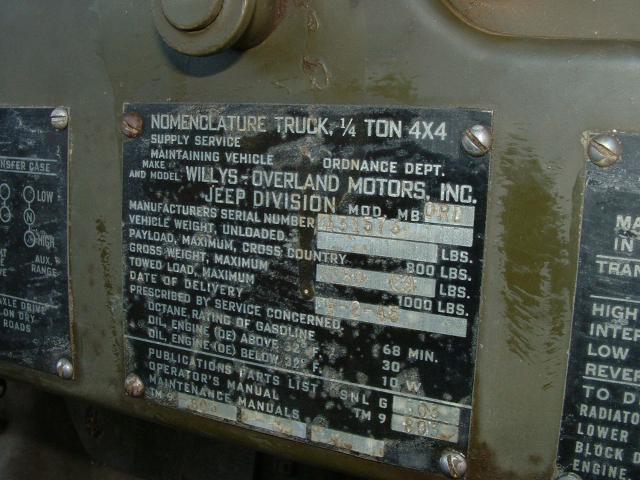 NOMENCLATURE TRUCK, 1/4 TON 4X4
SUPPLY SERVICE
MAINTAINING VEHICLE ORDNANCE DEPT.
MAKE
AND MODEL WILLYS-OVERLAND MOTORS, INC.
JEEP DIVISION MOD. MB
MANUFACTURERS SERIAL NUMBER
VEHICLE WEIGHT, UNLOADED LBS.
PAYLOAD, MAXIMUM, CROSS COUNTRY 800 LBS.
GROSS WEIGHT, MAXIMUM LBS.
TOWED LOAD, MAXIMUM 1000 LBS.
DATE OF DELIVERY
PRESCRIBED BY SERVICE CONCERNED,
OCTANE RATING OF GASOLINE 68 MIN.
OIL, ENGINE (OE) ABOVE F. 30
OIL, ENGINE (OE) BELOW 32° F. 10 W
PUBLICATIONS PARTS LIST SNL G
OPERATOR'S MANUAL TM 9
MAINTENANCE MANUALS
TM 9
NSFER CASE
LOW
N
HIGH
AUX.
RANGE
AXLE DRIVE
ON DRY
ROADS
MA
IN
TRAN
HIGH
INTER
LOW
REVER
TO D
RADIATO
LOWER
BLOCK D
ENGINE